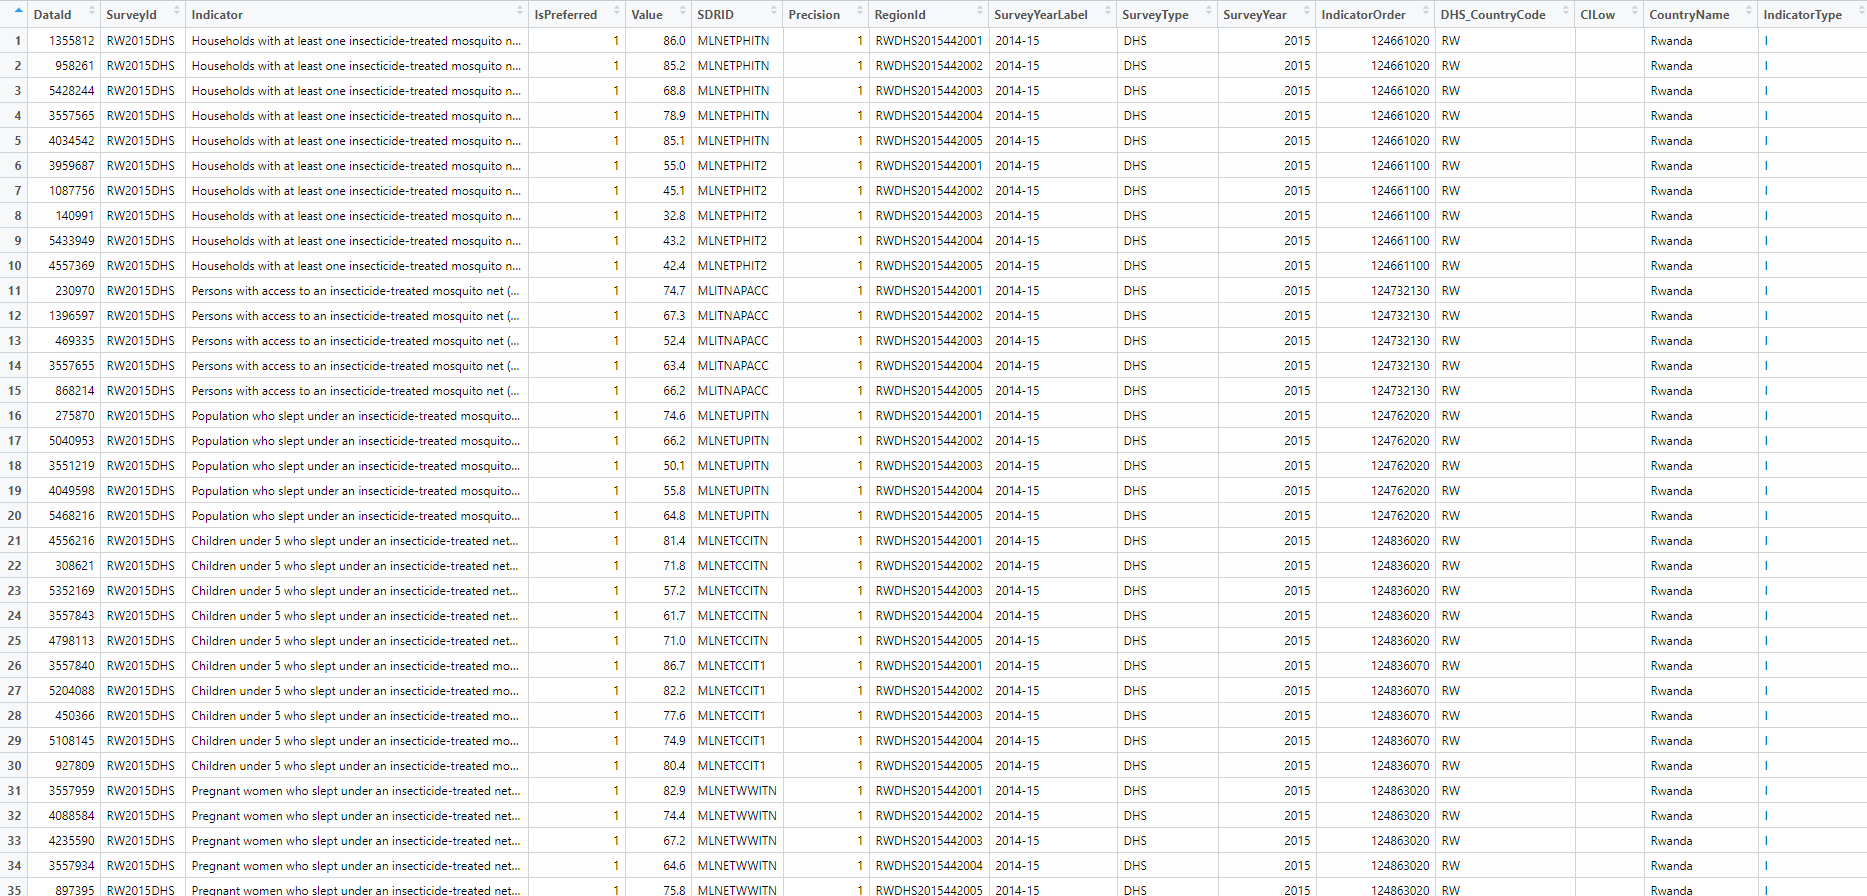 DataId SurveyId Indicator IsPreferred Value SDRID Precision RegionId SurveyYearLabel SurveyType SurveyYear IndicatorOrder DHS_CountryCode CILow CountryName IndicatorType
1 1355812 RW2015DHS Households with at least one insecticide-treated mosquito n... 1 86.0 MLNETPHITN 1 RWDHS2015442001 2014-15 DHS 2015 124661020 RW Rwanda I
2 958261 RW2015DHS Households with at least one insecticide-treated mosquito n... 1 85.2 MLNETPHITN 1 RWDHS2015442002 2014-15 DHS 2015 124661020 RW Rwanda I
3 5428244 RW2015DHS Households with at least one insecticide-treated mosquito n... 1 68.8 MLNETPHITN 1 RWDHS2015442003 2014-15 DHS 2015 124661020 RW Rwanda I
4 3557565 RW2015DHS Households with at least one insecticide-treated mosquito n... 1 78.9 MLNETPHITN 1 RWDHS2015442004 2014-15 DHS 2015 124661020 RW Rwanda I
5 4034542 RW2015DHS Households with at least one insecticide-treated mosquito n... 1 85.1 MLNETPHITN 1 RWDHS2015442005 2014-15 DHS 2015 124661020 RW Rwanda I
6 3959687 RW2015DHS Households with at least one insecticide-treated mosquito n... 1 55.0 MLNETPHIT2 1 RWDHS2015442001 2014-15 DHS 2015 124661100 RW Rwanda I
7 1087756 RW2015DHS Households with at least one insecticide-treated mosquito n... 1 45.1 MLNETPHIT2 1 RWDHS2015442002 2014-15 DHS 2015 124661100 RW Rwanda I
8 140991 RW2015DHS Households with at least one insecticide-treated mosquito n... 1 32.8 MLNETPHIT2 1 RWDHS2015442003 2014-15 DHS 2015 124661100 RW Rwanda I
9 5433949 RW2015DHS Households with at least one insecticide-treated mosquito n... 1 43.2 MLNETPHIT2 1 RWDHS2015442004 2014-15 DHS 2015 124661100 RW Rwanda I
10 4557369 RW2015DHS Households with at least one insecticide-treated mosquito n... 1 42.4 MLNETPHIT2 1 RWDHS2015442005 2014-15 DHS 2015 124661100 RW Rwanda I
11 230970 RW2015DHS Persons with access to an insecticide-treated mosquito net (... 1 74.7 MLITNAPACC 1 RWDHS2015442001 2014-15 DHS 2015 124732130 RW Rwanda I
12 1396597 RW2015DHS Persons with access to an insecticide-treated mosquito net (... 1 67.3 MLITNAPACC 1 RWDHS2015442002 2014-15 DHS 2015 124732130 RW Rwanda I
13 469335 RW2015DHS Persons with access to an insecticide-treated mosquito net (... 1 52.4 MLITNAPACC 1 RWDHS2015442003 2014-15 DHS 2015 124732130 RW Rwanda I
14 3557655 RW2015DHS Persons with access to an insecticide-treated mosquito net (... 1 63.4 MLITNAPACC 1 RWDHS2015442004 2014-15 DHS 2015 124732130 RW Rwanda I
15 868214 RW2015DHS Persons with access to an insecticide-treated mosquito net (... 1 66.2 MLITNAPACC 1 RWDHS2015442005 2014-15 DHS 2015 124732130 RW Rwanda I
16 275870 RW2015DHS Population who slept under an insecticide-treated mosquito... 1 74.6 MLNETUPITN 1 RWDHS2015442001 2014-15 DHS 2015 124762020 RW Rwanda I
17 5040953 RW2015DHS Population who slept under an insecticide-treated mosquito... 1 66.2 MLNETUPITN 1 RWDHS2015442002 2014-15 DHS 2015 124762020 RW Rwanda I
18 3551219 RW2015DHS Population who slept under an insecticide-treated mosquito... 1 50.1 MLNETUPITN 1 RWDHS2015442003 2014-15 DHS 2015 124762020 RW Rwanda I
19 4049598 RW2015DHS Population who slept under an insecticide-treated mosquito... 1 55.8 MLNETUPITN 1 RWDHS2015442004 2014-15 DHS 2015 124762020 RW Rwanda I
20 5468216 RW2015DHS Population who slept under an insecticide-treated mosquito... 1 64.8 MLNETUPITN 1 RWDHS2015442005 2014-15 DHS 2015 124762020 RW Rwanda I
21 4556216 RW2015DHS Children under 5 who slept under an insecticide-treated net... 1 81.4 MLNETCCITN 1 RWDHS2015442001 2014-15 DHS 2015 124836020 RW Rwanda I
22 308621 RW2015DHS Children under 5 who slept under an insecticide-treated net... 1 71.8 MLNETCCITN 1 RWDHS2015442002 2014-15 DHS 2015 124836020 RW Rwanda I
23 5352169 RW2015DHS Children under 5 who slept under an insecticide-treated net... 1 57.2 MLNETCCITN 1 RWDHS2015442003 2014-15 DHS 2015 124836020 RW Rwanda I
24 3557843 RW2015DHS Children under 5 who slept under an insecticide-treated net... 1 61.7 MLNETCCITN 1 RWDHS2015442004 2014-15 DHS 2015 124836020 RW Rwanda I
25 4798113 RW2015DHS Children under 5 who slept under an insecticide-treated net... 1 71.0 MLNETCCITN 1 RWDHS2015442005 2014-15 DHS 2015 124836020 RW Rwanda I
26 3557840 RW2015DHS Children under 5 who slept under an insecticide-treated mo... 1 86.7 MLNETCCIT1 1 RWDHS2015442001 2014-15 DHS 2015 124836070 RW Rwanda I
27 5204088 RW2015DHS Children under 5 who slept under an insecticide-treated mo... 1 82.2 MLNETCCIT1 1 RWDHS2015442002 2014-15 DHS 2015 124836070 RW Rwanda I
28 450366 RW2015DHS Children under 5 who slept under an insecticide-treated mo... 1 77.6 MLNETCCIT1 1 RWDHS2015442003 2014-15 DHS 2015 124836070 RW Rwanda I
29 5108145 RW2015DHS Children under 5 who slept under an insecticide-treated mo... 1 74.9 MLNETCCIT1 1 RWDHS2015442004 2014-15 DHS 2015 124836070 RW Rwanda I
30 927809 RW2015DHS Children under 5 who slept under an insecticide-treated mo... 1 80.4 MLNETCCIT1 1 RWDHS2015442005 2014-15 DHS 2015 124836070 RW Rwanda I
31 3557959 RW2015DHS Pregnant women who slept under an insecticide-treated net... 1 82.9 MLNETWWITN 1 RWDHS2015442001 2014-15 DHS 2015 124863020 RW Rwanda I
32 4088584 RW2015DHS Pregnant women who slept under an insecticide-treated net... 1 74.4 MLNETWWITN 1 RWDHS2015442002 2014-15 DHS 2015 124863020 RW Rwanda I
33 4235590 RW2015DHS Pregnant women who slept under an insecticide-treated net... 1 67.2 MLNETWWITN 1 RWDHS2015442003 2014-15 DHS 2015 124863020 RW Rwanda I
34 3557934 RW2015DHS Pregnant women who slept under an insecticide-treated net... 1 64.6 MLNETWWITN 1 RWDHS2015442004 2014-15 DHS 2015 124863020 RW Rwanda I
35 897395 RW2015DHS Pregnant women who slept under an insecticide-treated net... 1 75.8 MLNETWWITN 1 RWDHS2015442005 2014-15 DHS 2015 124863020 RW Rwanda I